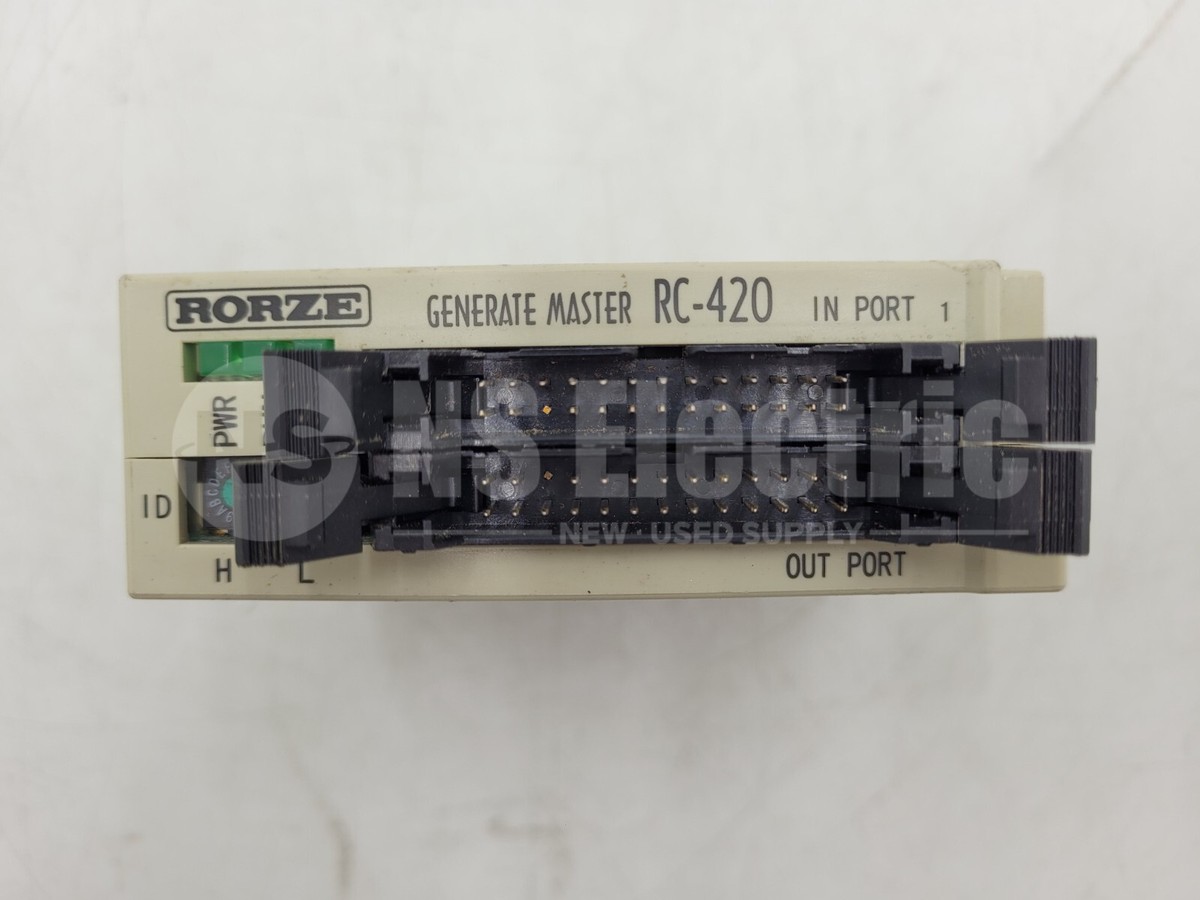 RORZE
GENERATE MASTER RC-420 IN PORT 1
PWR
NS Electric
NEW · USED SUPPLY
ID
H L
OUT PORT